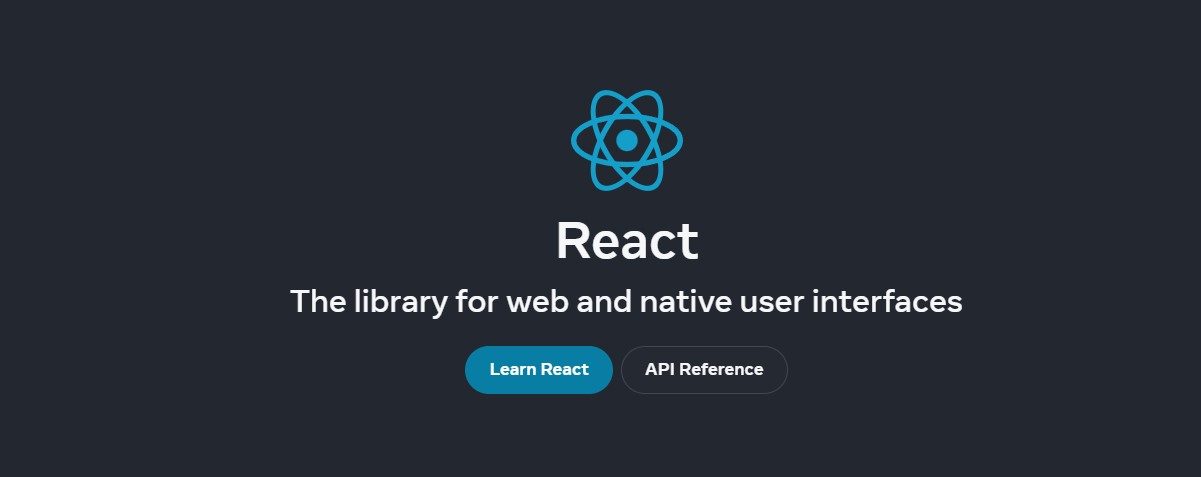 React
The library for web and native user interfaces
Learn React
API Reference